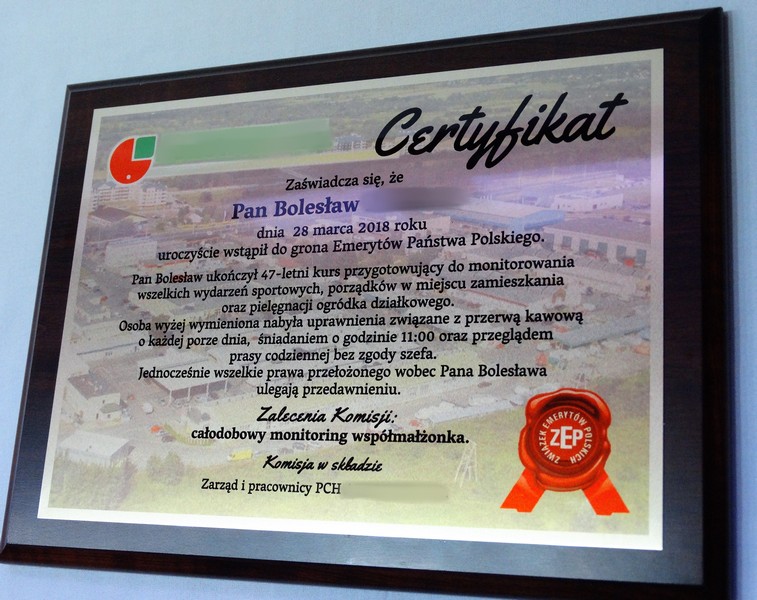 Certyfikat
Zaświadcza się, że
Pan Bolesław
dnia 28 marca 2018 roku
uroczyście wstąpił do grona Emerytów Państwa Polskiego.
Pan Bolesław ukończył 47-letni kurs przygotowujący do monitorowania
wszelkich wydarzeń sportowych, porządków w miejscu zamieszkania
oraz pielęgnacji ogródka działkowego.
Osoba wyżej wymieniona nabyła uprawnienia związane z przerwą kawową
o każdej porze dnia, śniadaniem o godzinie 11:00 oraz przeglądem
prasy codziennej bez zgody szefa.
Jednocześnie wszelkie prawa przełożonego wobec Pana Bolesława
ulegają przedawnieniu.
Zalecenia Komisji:
całodobowy monitoring współmałżonka.
Komisja w składzie
Zarząd i pracownicy PCH
ZWIĄZEK EMERYTÓW POLSKICH
ZEP